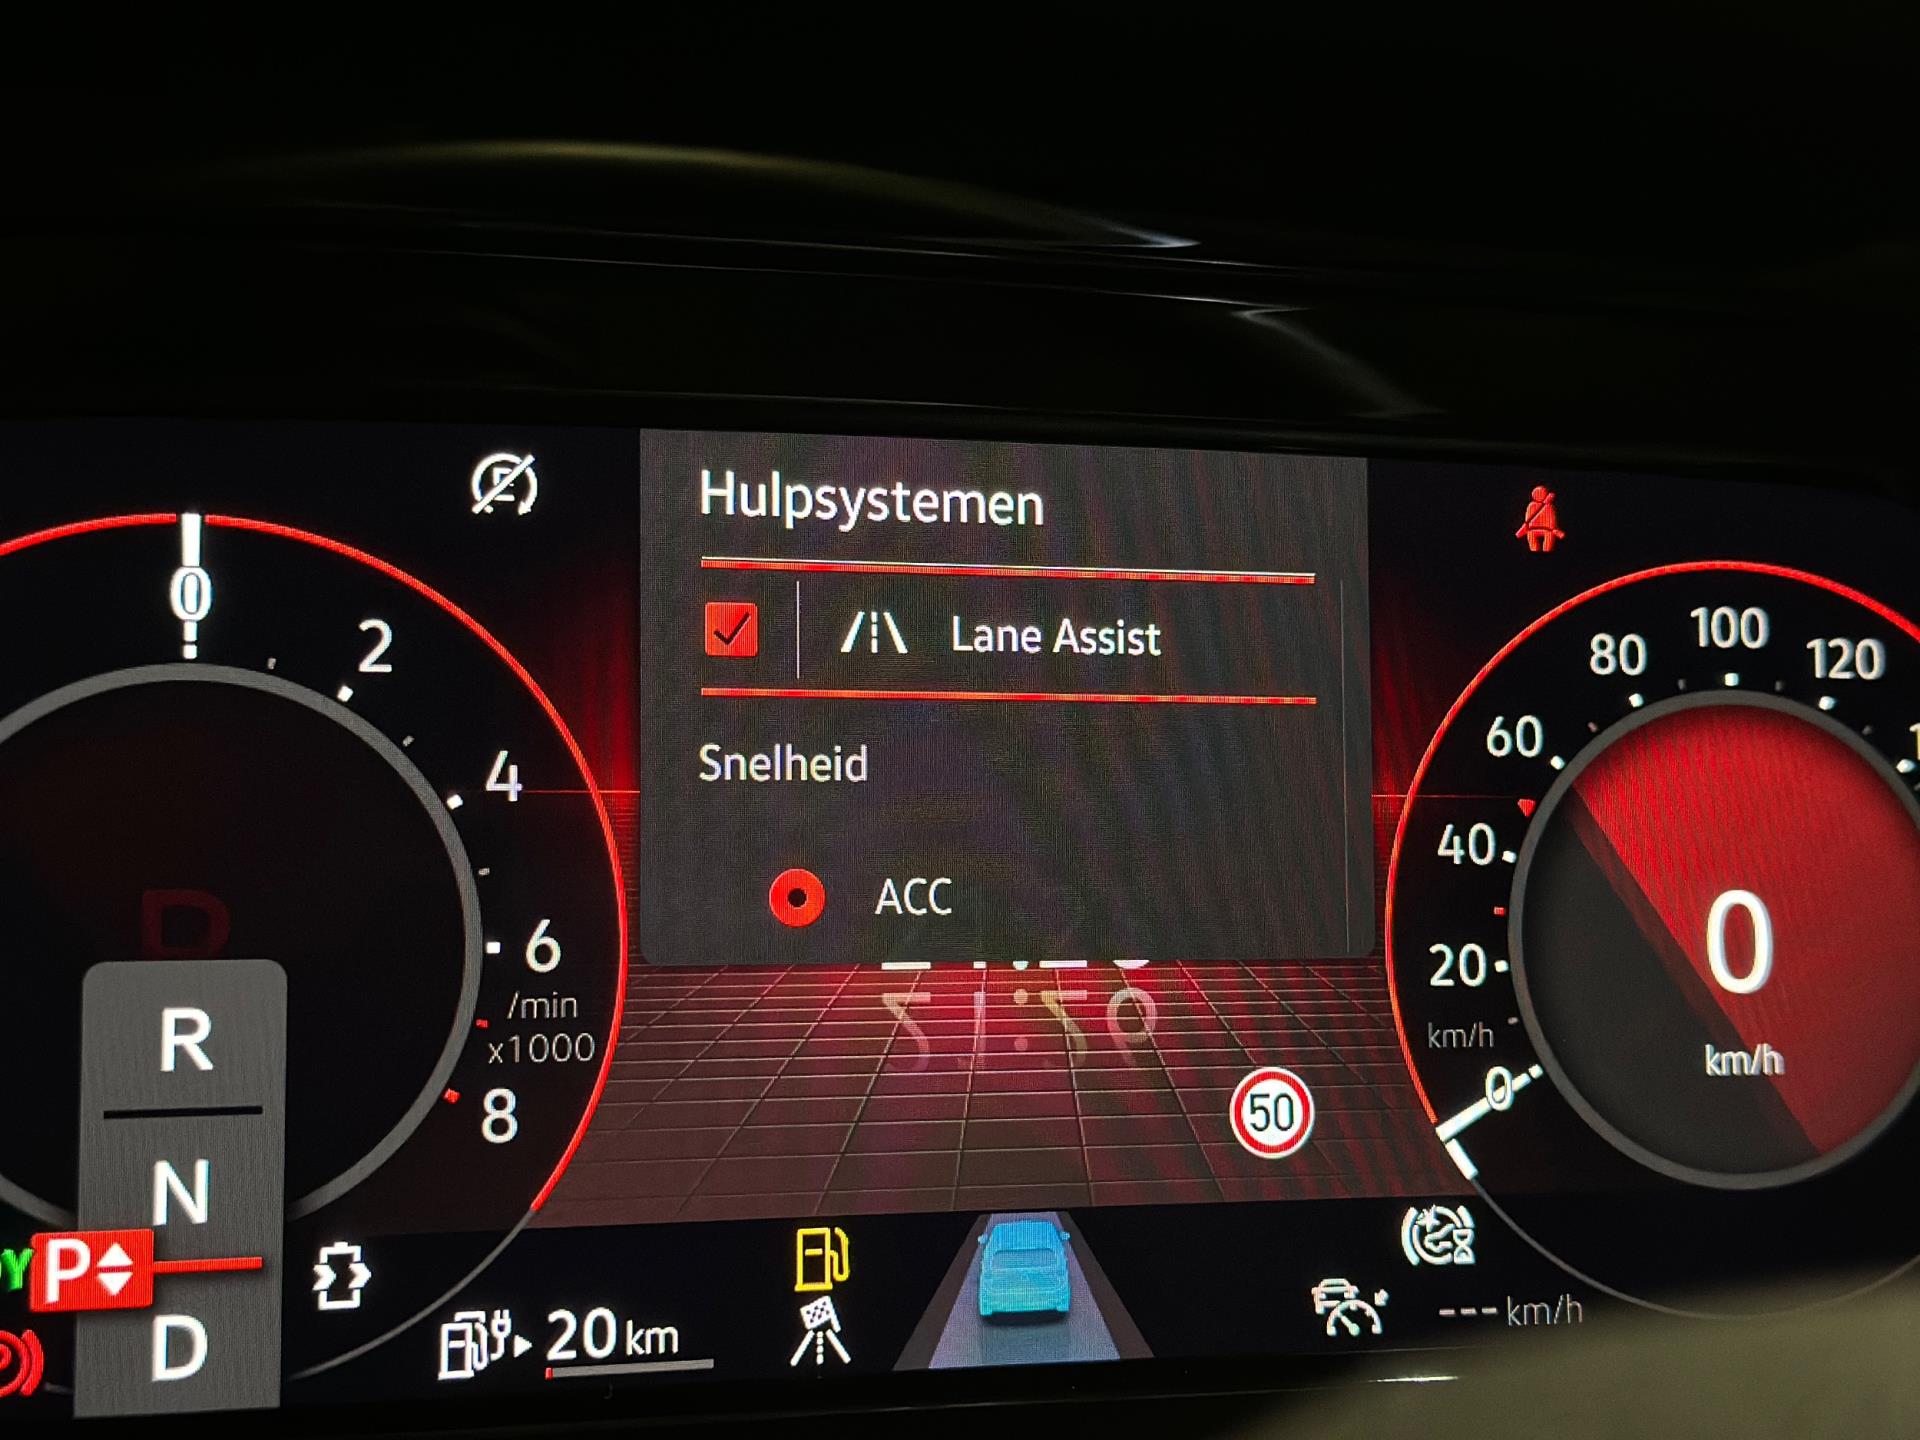 Hulpsystemen
Lane Assist
Snelheid
ACC
0
2
4
6
/min
x1000
8
R
N
P
D
20 km
50
0
20
40
60
80
100
120
km/h
0
km/h
--- km/h